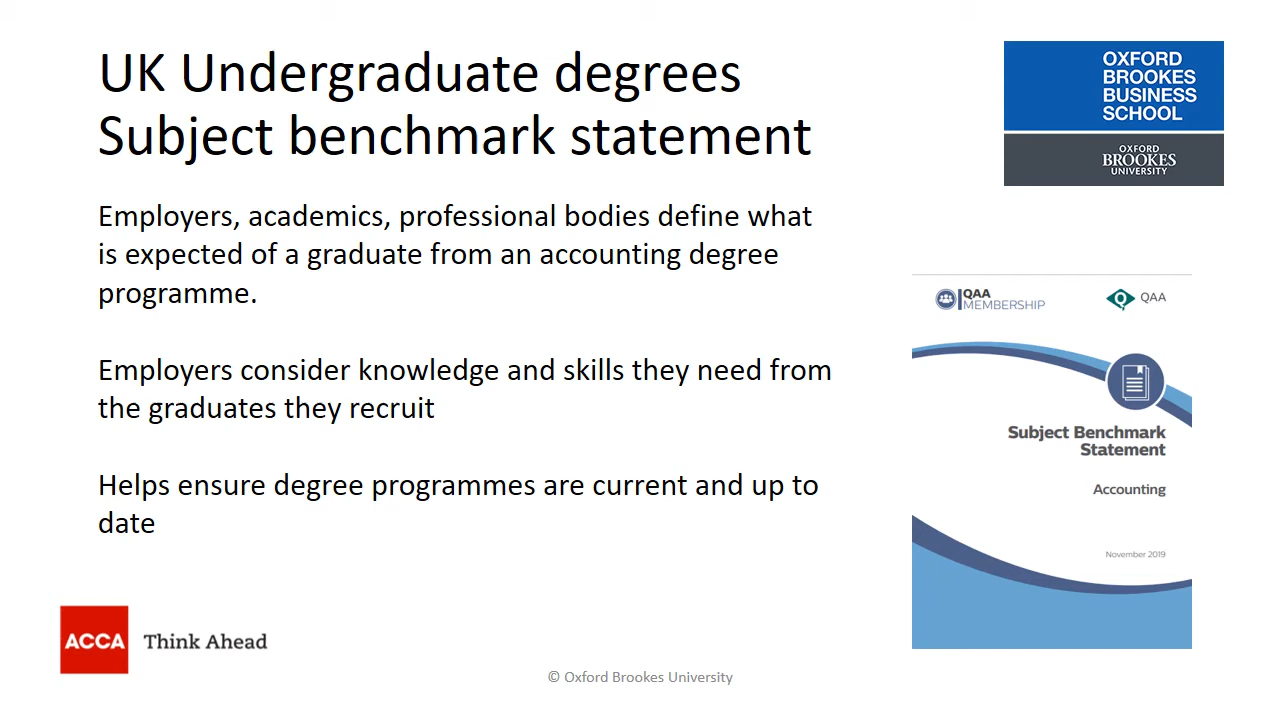 UK Undergraduate degrees
Subject benchmark statement
OXFORD
BROOKES
BUSINESS
SCHOOL
OXFORD
BROOKES
UNIVERSITY
Employers, academics, professional bodies define what
is expected of a graduate from an accounting degree
programme.
Employers consider knowledge and skills they need from
the graduates they recruit
Helps ensure degree programmes are current and up to
date
QAA
MEMBERSHIP
QAA
Subject Benchmark
Statement
Accounting
November 2019
ACCA
Think Ahead
© Oxford Brookes University